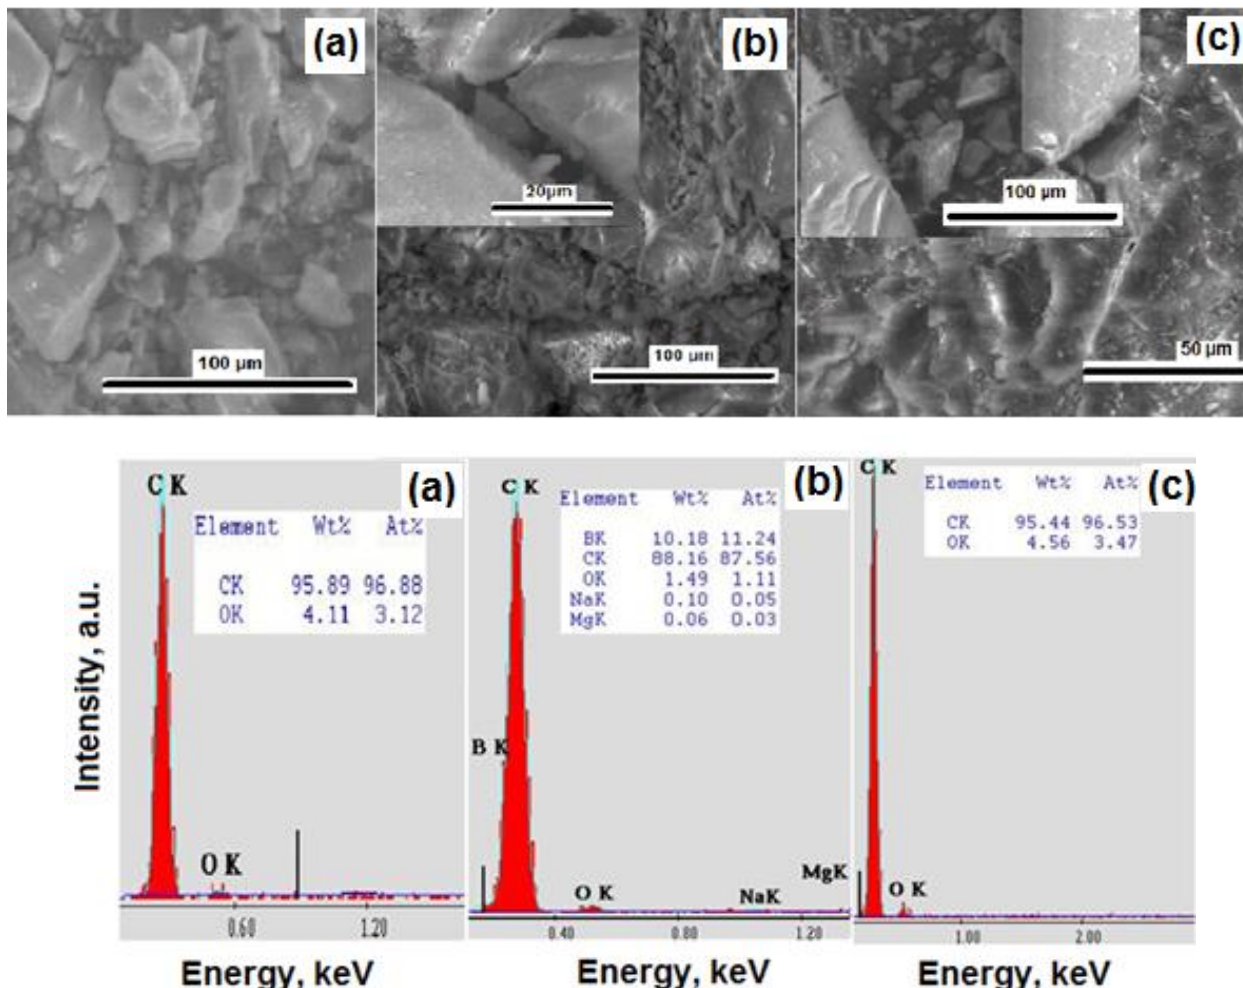 (a)
(b)
(c)
20µm
100 µm
100 µm
100 µm
50 µm
C K
(a)
Element Wt% At%
CK 95.89 96.88
OK 4.11 3.12
O K
0.60 1.20
C K
(b)
Element Wt% At%
BK 10.18 11.24
CK 88.16 87.56
OK 1.49 1.11
NaK 0.10 0.05
MgK 0.06 0.03
B K
O K
NaK
MgK
0.40 0.80 1.20
C K
(c)
Element Wt% At%
CK 95.44 96.53
OK 4.56 3.47
O K
1.00 2.00
Intensity, a.u.
Energy, keV
Energy, keV
Energy, keV